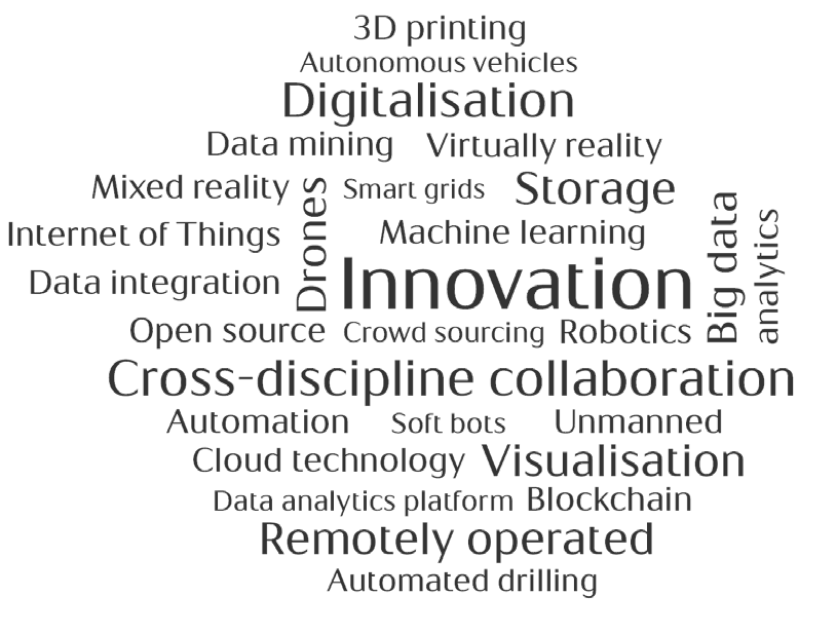 3D printing
Autonomous vehicles
Digitalisation
Data mining Virtually reality
Mixed reality Smart grids Storage
Drones
Internet of Things Machine learning
Data integration Innovation
Big data
analytics
Open source Crowd sourcing Robotics
Cross-discipline collaboration
Automation Soft bots Unmanned
Cloud technology Visualisation
Data analytics platform Blockchain
Remotely operated
Automated drilling